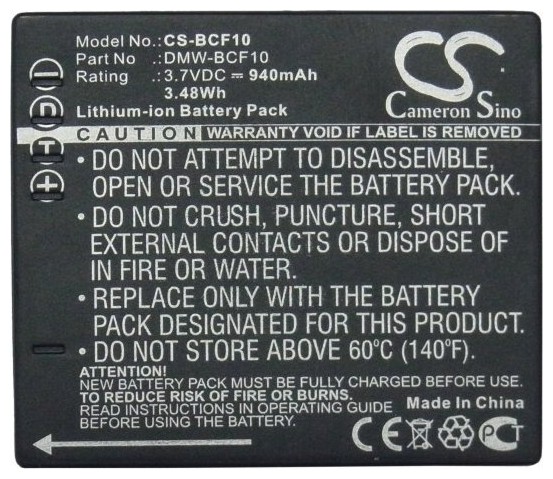 Model No.: CS-BCF10
Part No : DMW-BCF10
Rating : 3.7VDC ⎓ 940mAh
3.48Wh
Lithium-ion Battery Pack
CS
Cameron Sino
CAUTION WARRANTY VOID IF LABEL IS REMOVED
• DO NOT ATTEMPT TO DISASSEMBLE,
OPEN OR SERVICE THE BATTERY PACK.
• DO NOT CRUSH, PUNCTURE, SHORT
EXTERNAL CONTACTS OR DISPOSE OF
IN FIRE OR WATER.
• REPLACE ONLY WITH THE BATTERY
PACK DESIGNATED FOR THE SYSTEM.
• DO NOT STORE ABOVE 60°C (140°F).
ATTENTION!
NEW BATTERY PACK MUST BE FULLY CHARGED BEFORE USE.
TO REDUCE RISK OF FIRE OR BURNS.
READ INSTRUCTIONS IN OPERATING GUIDE
BEFORE USING BATTERY.
Made In China
I
D
T
+
−
CE
PCT